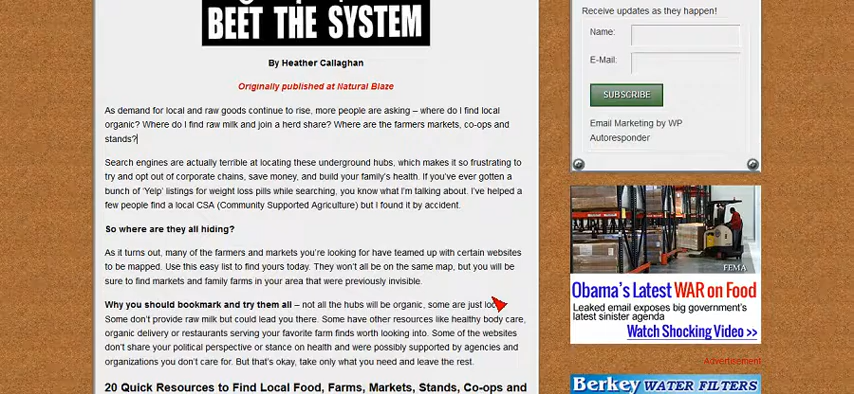 BEET THE SYSTEM
By Heather Callaghan
Originally published at Natural Blaze
As demand for local and raw goods continue to rise, more people are asking – where do I find local
organic? Where do I find raw milk and join a herd share? Where are the farmers markets, co-ops and
stands?
Search engines are actually terrible at locating these underground hubs, which makes it so frustrating to
try and opt out of corporate chains, save money, and build your family's health. If you've ever gotten a
bunch of 'Yelp' listings for weight loss pills while searching, you know what I'm talking about. I've helped a
few people find a local CSA (Community Supported Agriculture) but I found it by accident.
So where are they all hiding?
As it turns out, many of the farmers and markets you're looking for have teamed up with certain websites
to be mapped. Use this easy list to find yours today. They won't all be on the same map, but you will be
sure to find markets and family farms in your area that were previously invisible.
Why you should bookmark and try them all – not all the hubs will be organic, some are just
Some don't provide raw milk but could lead you there. Some have other resources like healthy body care,
organic delivery or restaurants serving your favorite farm finds worth looking into. Some of the websites
don't share your political perspective or stance on health and were possibly supported by agencies and
organizations you don't care for. But that's okay, take only what you need and leave the rest.
20 Quick Resources to Find Local Food, Farms, Markets, Stands, Co-ops and
Receive updates as they happen!
Name:
E-Mail:
SUBSCRIBE
Email Marketing by WP
Autoresponder
FEMA
Obama's Latest WAR on Food
Leaked email exposes big government's
latest sinister agenda
Watch Shocking Video >>
Advertisement
Berkey WATER FILTERS